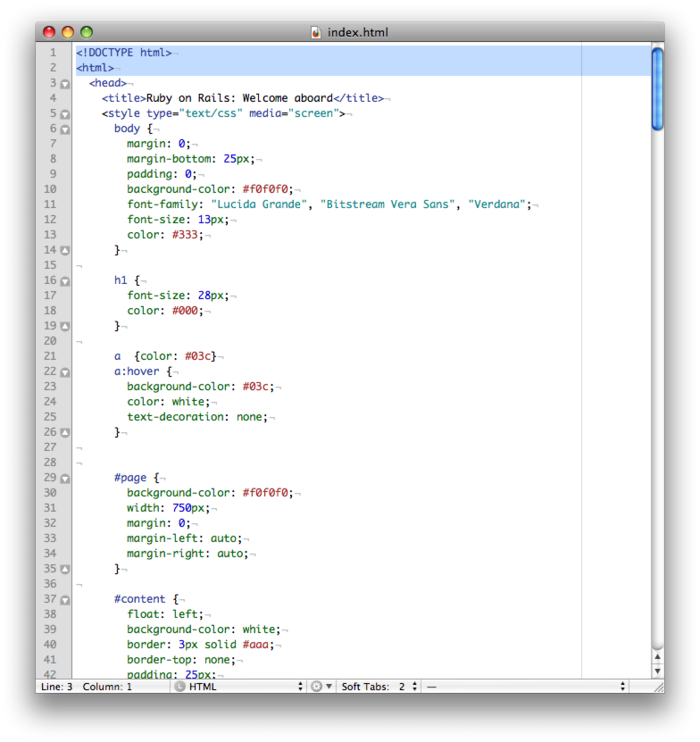 index.html
1 <!DOCTYPE html>¬
2 <html>¬
3 <head>¬
4 <title>Ruby on Rails: Welcome aboard</title>¬
5 <style type="text/css" media="screen">¬
6 body {¬
7 margin: 0;¬
8 margin-bottom: 25px;¬
9 padding: 0;¬
10 background-color: #f0f0f0;¬
11 font-family: "Lucida Grande", "Bitstream Vera Sans", "Verdana";¬
12 font-size: 13px;¬
13 color: #333;¬
14 }¬
15 ¬
16 h1 {¬
17 font-size: 28px;¬
18 color: #000;¬
19 }¬
20 ¬
21 a  {color: #03c}¬
22 a:hover {¬
23 background-color: #03c;¬
24 color: white;¬
25 text-decoration: none;¬
26 }¬
27 ¬
28 ¬
29 #page {¬
30 background-color: #f0f0f0;¬
31 width: 750px;¬
32 margin: 0;¬
33 margin-left: auto;¬
34 margin-right: auto;¬
35 }¬
36 ¬
37 #content {¬
38 float: left;¬
39 background-color: white;¬
40 border: 3px solid #aaa;¬
41 border-top: none;¬
42 padding: 25px;¬
Line: 3 Column: 1 L HTML Soft Tabs: 2 —